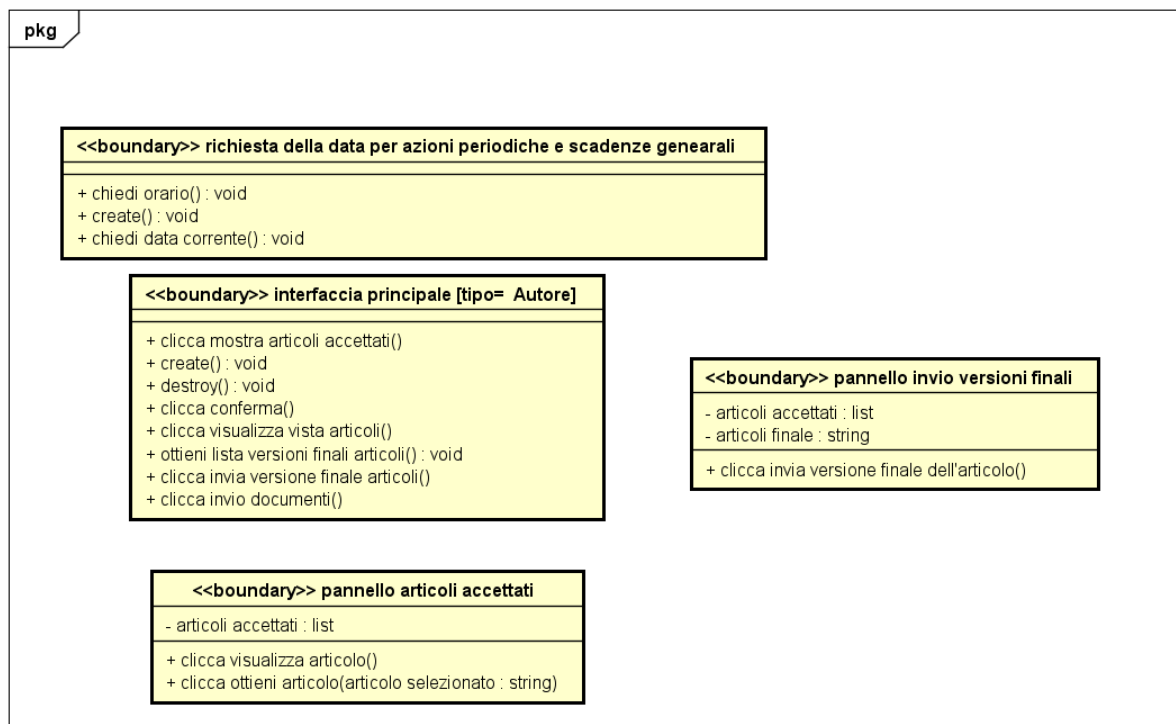 pkg
<<boundary>> richiesta della data per azioni periodiche e scadenze genearali
+ chiedi orario() : void
+ create() : void
+ chiedi data corrente() : void
<<boundary>> interfaccia principale [tipo= Autore]
+ clicca mostra articoli accettati()
+ create() : void
+ destroy() : void
+ clicca conferma()
+ clicca visualizza vista articoli()
+ ottieni lista versioni finali articoli() : void
+ clicca invia versione finale articoli()
+ clicca invio documenti()
<<boundary>> pannello invio versioni finali
- articoli accettati : list
- articoli finale : string
+ clicca invia versione finale dell'articolo()
<<boundary>> pannello articoli accettati
- articoli accettati : list
+ clicca visualizza articolo()
+ clicca ottieni articolo(articolo selezionato : string)